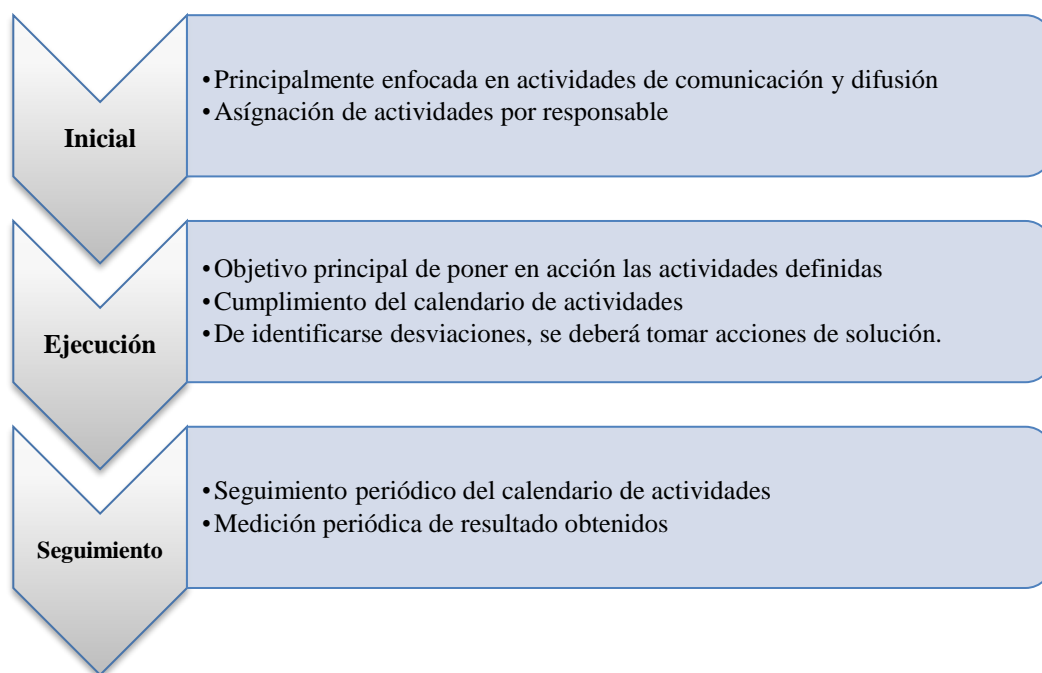 Inicial
•Principalmente enfocada en actividades de comunicación y difusión
•Asígnación de actividades por responsable
Ejecución
•Objetivo principal de poner en acción las actividades definidas
•Cumplimiento del calendario de actividades
•De identificarse desviaciones, se deberá tomar acciones de solución.
Seguimiento
•Seguimiento periódico del calendario de actividades
•Medición periódica de resultado obtenidos